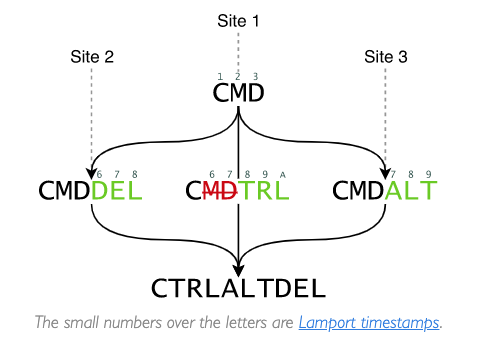 Site 1
Site 2
Site 3
1 2 3
CMD
6 7 8
CMDDEL
6 7 8 9 A
CMDTRL
7 8 9
CMDALT
CTRLALTDEL
The small numbers over the letters are Lamport timestamps.